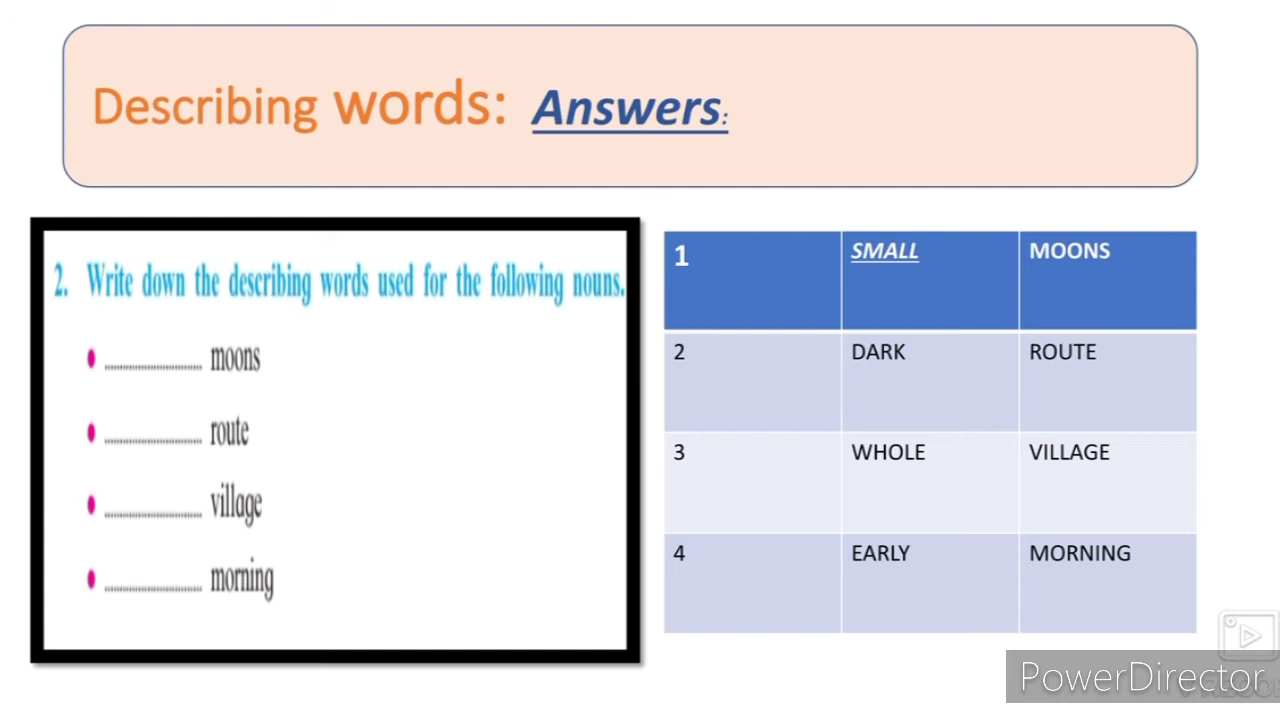 Describing words: Answers:
2. Write down the describing words used for the following nouns.
• .............................. moons
• .............................. route
• .............................. village
• .............................. morning
1 SMALL MOONS
2 DARK ROUTE
3 WHOLE VILLAGE
4 EARLY MORNING
PowerDirector